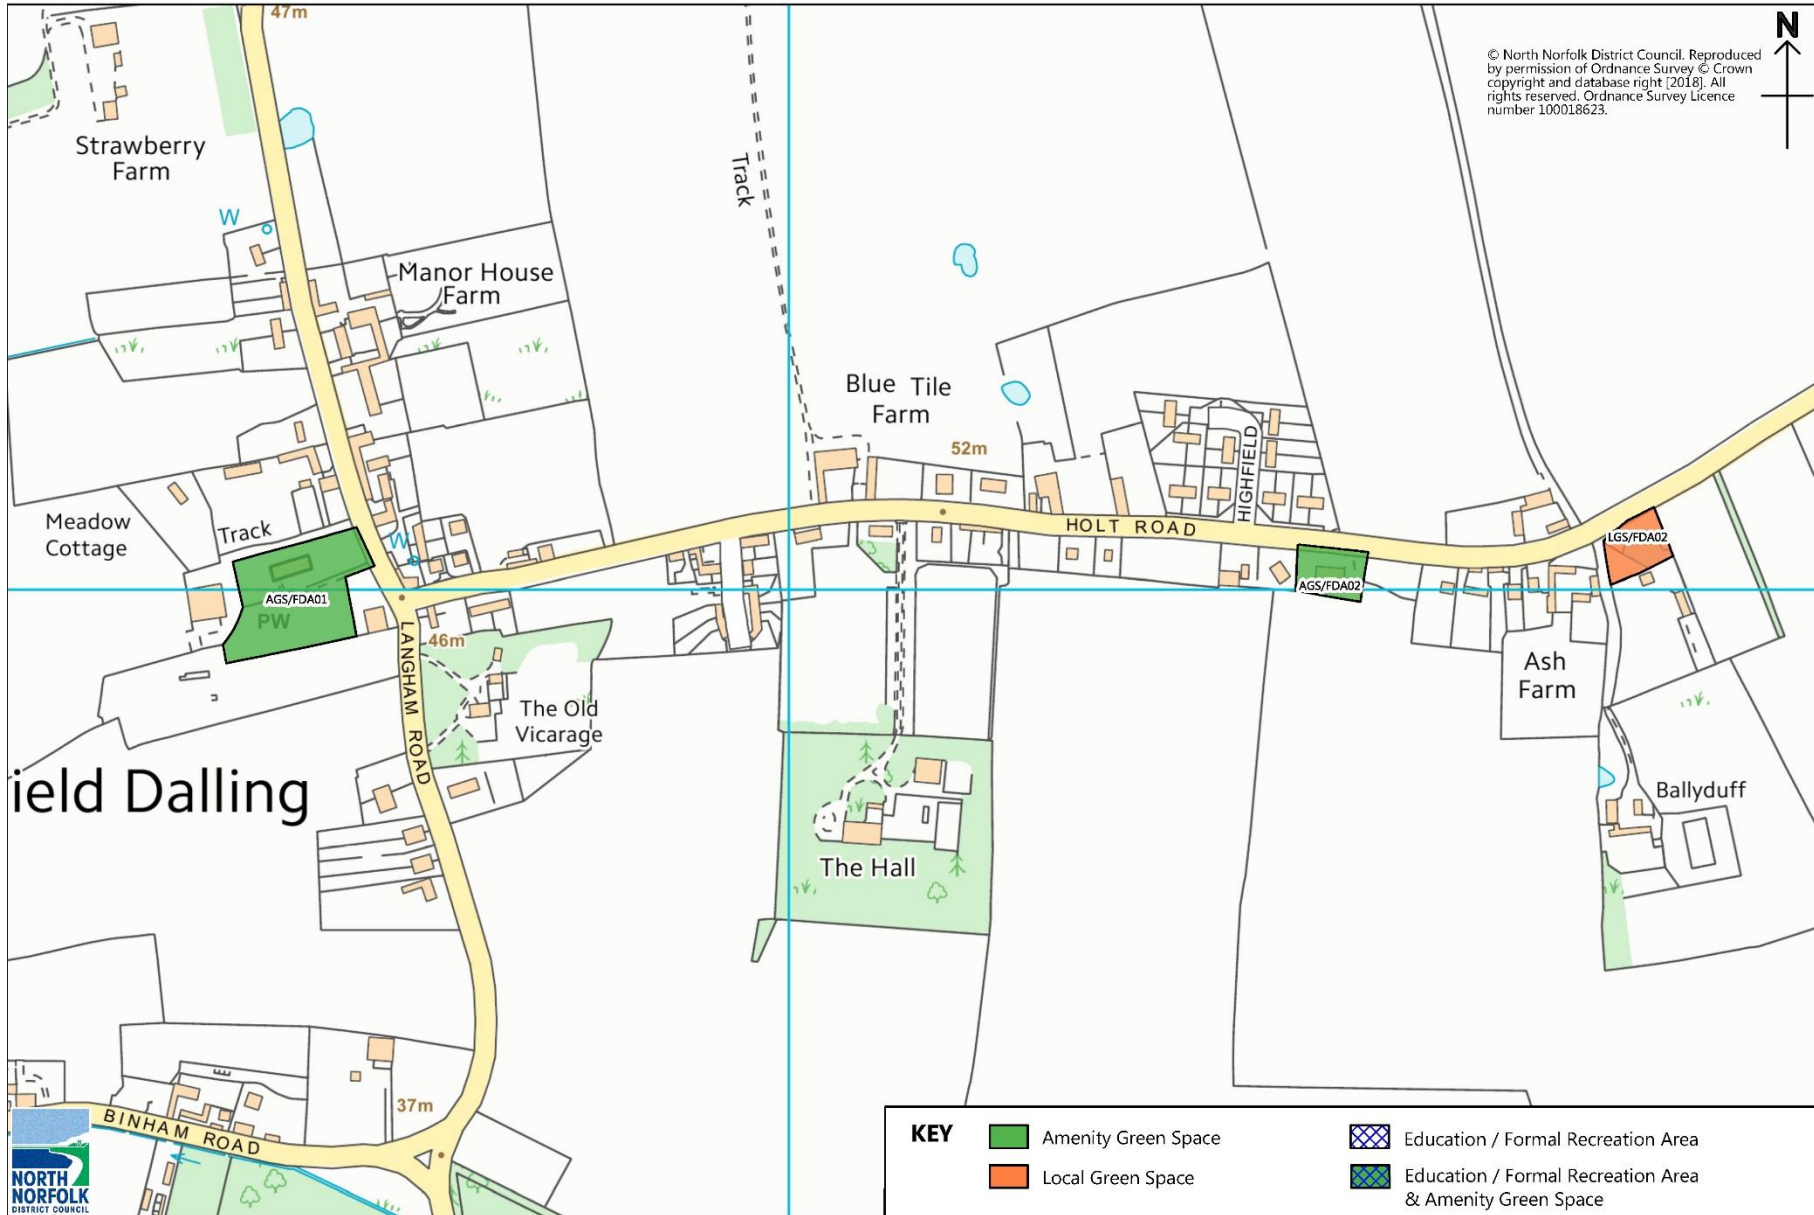 47m
N
© North Norfolk District Council. Reproduced
by permission of Ordnance Survey © Crown
copyright and database right [2018]. All
rights reserved. Ordnance Survey Licence
number 100018623.
Strawberry
Farm
Track
W
Manor House
Farm
Blue Tile
Farm
52m
HIGHFIELD
HOLT ROAD
Meadow
Cottage
Track
W
LGS/FDA02
AGS/FDA01
AGS/FDA02
PW
46m
LANGHAM ROAD
Ash
Farm
The Old
Vicarage
ield Dalling
Ballyduff
The Hall
37m
BINHAM ROAD
NORTH
NORFOLK
DISTRICT COUNCIL
KEY
Amenity Green Space
Local Green Space
Education / Formal Recreation Area
Education / Formal Recreation Area
& Amenity Green Space